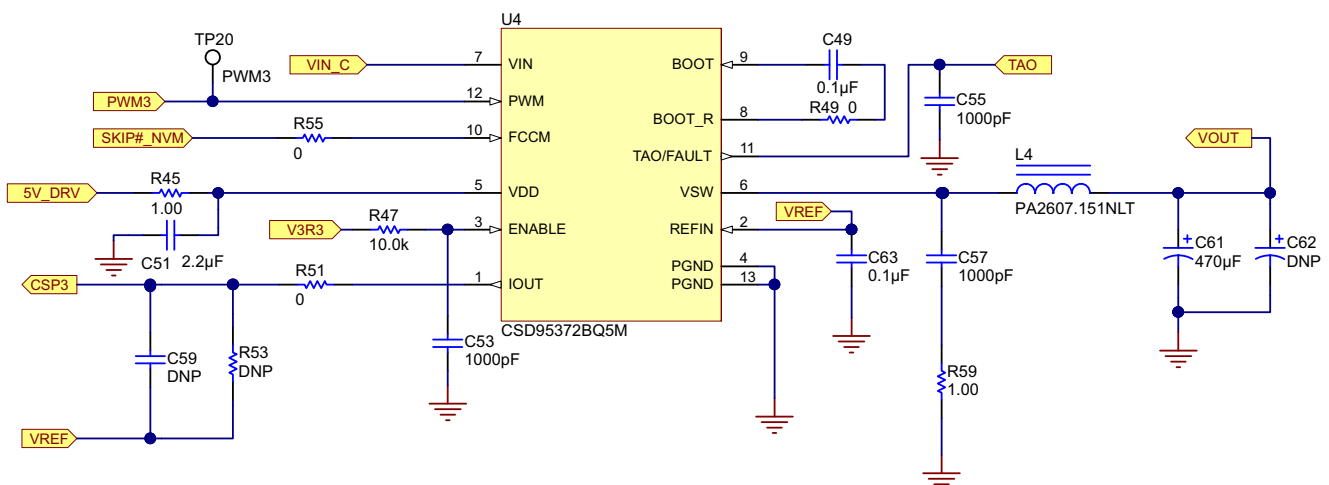 U4
TP20
PWM3
VIN_C
7
VIN
BOOT
9
C49
0.1µF
TAO
PWM3
12
PWM
C55
1000pF
SKIP#_NVM
R55
0
10
FCCM
BOOT_R
8
R49 0
TAO/FAULT
11
VOUT
5V_DRV
R45
1.00
5
VDD
VSW
6
L4
PA2607.151NLT
V3R3
R47
10.0k
3
ENABLE
REFIN
2
VREF
C51
2.2µF
C63
0.1µF
C57
1000pF
C61
470µF
C62
DNP
CSP3
R51
0
1
IOUT
PGND
4
PGND
13
CSD95372BQ5M
C59
DNP
R53
DNP
C53
1000pF
R59
1.00
VREF